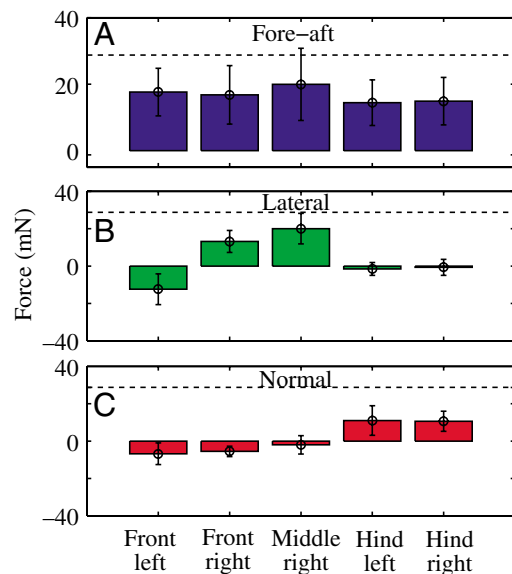 A
Fore−aft
40
20
0
B
Lateral
40
0
−40
Force (mN)
C
Normal
40
0
−40
Front left
Front right
Middle right
Hind left
Hind right